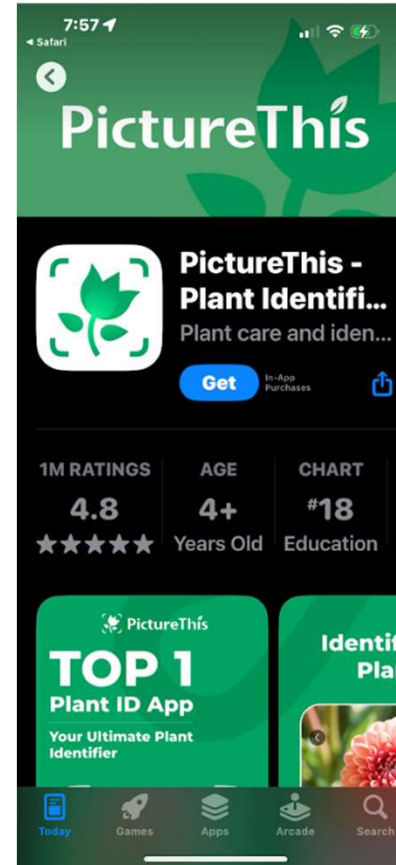 7:57
Safari
PictureThis
PictureThis -
Plant Identifi...
Plant care and iden...
Get
In-App
Purchases
1M RATINGS
4.8
AGE
4+
Years Old
CHART
#18
Education
PictureThis
TOP 1
Plant ID App
Your Ultimate Plant
Identifier
Identif
Pla
Today
Games
Apps
Arcade
Search